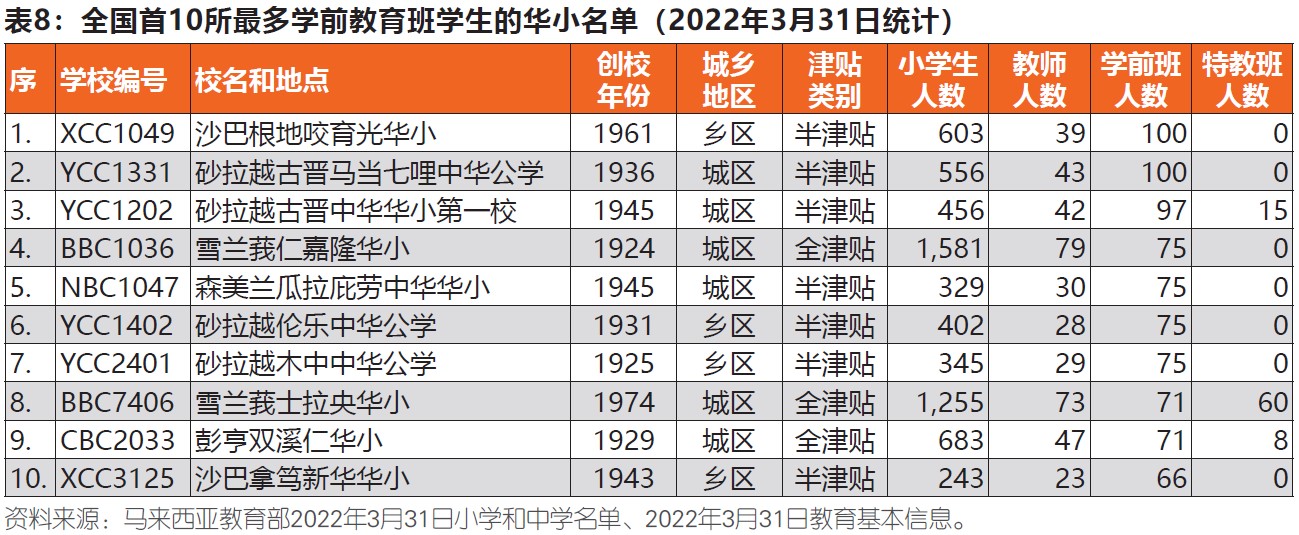 表8：全国首10所最多学前教育班学生的华小名单（2022年3月31日统计）
序 学校编号 校名和地点 创校年份 城乡地区 津贴类别 小学生人数 教师人数 学前班人数 特教班人数
1. XCC1049 沙巴根地咬育光华小 1961 乡区 半津贴 603 39 100 0
2. YCC1331 砂拉越古晋马当七哩中华公学 1936 城区 半津贴 556 43 100 0
3. YCC1202 砂拉越古晋中华华小第一校 1945 城区 半津贴 456 42 97 15
4. BBC1036 雪兰莪仁嘉隆华小 1924 城区 全津贴 1,581 79 75 0
5. NBC1047 森美兰瓜拉庇劳中华华小 1945 城区 半津贴 329 30 75 0
6. YCC1402 砂拉越伦乐中华公学 1931 乡区 半津贴 402 28 75 0
7. YCC2401 砂拉越木中中华公学 1925 乡区 半津贴 345 29 75 0
8. BBC7406 雪兰莪士拉央华小 1974 城区 全津贴 1,255 73 71 60
9. CBC2033 彭亨双溪仁华小 1929 城区 全津贴 683 47 71 8
10. XCC3125 沙巴拿笃新华华小 1943 乡区 半津贴 243 23 66 0
资料来源：马来西亚教育部2022年3月31日小学和中学名单、2022年3月31日教育基本信息。